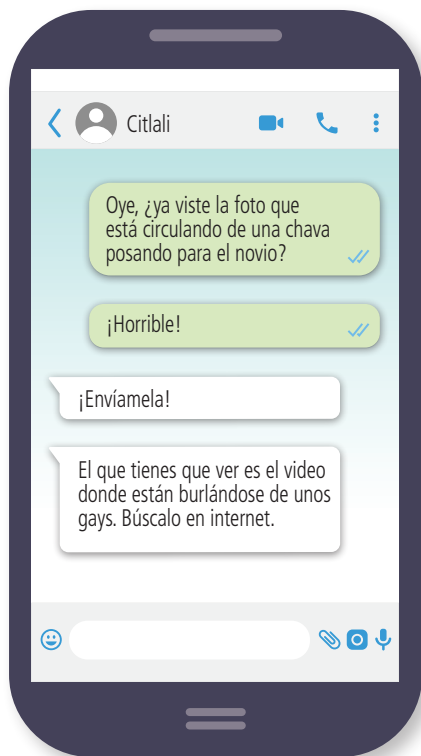 Citlali
Oye, ¿ya viste la foto que
está circulando de una chava
posando para el novio?
¡Horrible!
¡Envíamela!
El que tienes que ver es el video
donde están burlándose de unos
gays. Búscalo en internet.